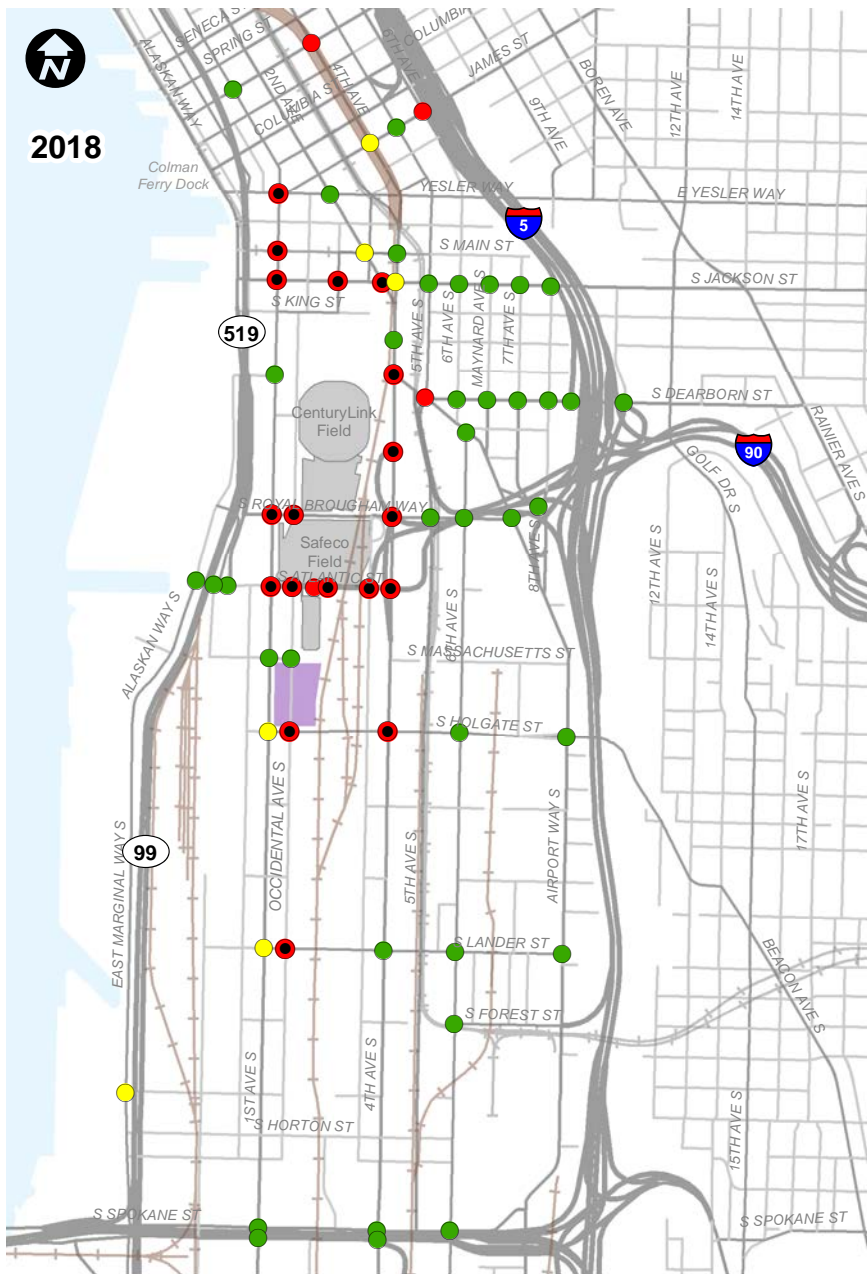 N
2018
SENECA ST
SPRING ST
COLUMBIA ST
ALASKAN WAY
2ND AVE
4TH AVE
6TH AVE
COLUMBIA
JAMES ST
9TH AVE
BOREN AVE
12TH AVE
14TH AVE
Colman
Ferry Dock
YESLER WAY
E YESLER WAY
5
S MAIN ST
S JACKSON ST
S KING ST
519
5TH AVE S
6TH AVE S
MAYNARD AVE S
7TH AVE S
S DEARBORN ST
RAINIER AVE S
CenturyLink
Field
90
GOLF DR S
S ROYAL BROUGHAM WAY
Safeco
Field
S ATLANTIC ST
8TH AVE S
12TH AVE S
14TH AVE S
ALASKAN WAY S
6TH AVE S
S MASSACHUSETTS ST
S HOLGATE ST
OCCIDENTAL AVE S
17TH AVE S
99
EAST MARGINAL WAY S
5TH AVE S
AIRPORT WAY S
S LANDER ST
BEACON AVE S
S FOREST ST
1ST AVE S
4TH AVE S
S HORTON ST
15TH AVE S
S SPOKANE ST
S SPOKANE ST